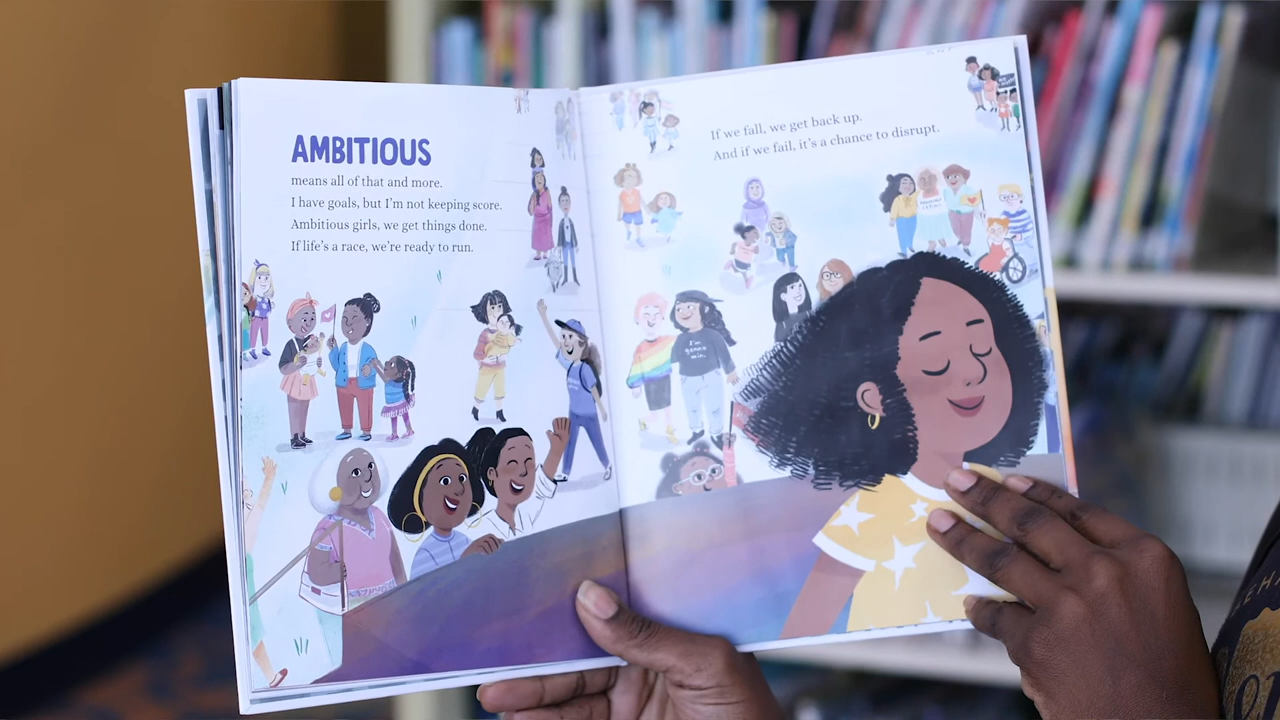 AMBITIOUS
means all of that and more.
I have goals, but I'm not keeping score.
Ambitious girls, we get things done.
If life's a race, we're ready to run.
If we fall, we get back up.
And if we fail, it's a chance to disrupt.
I'm
gonna
win.